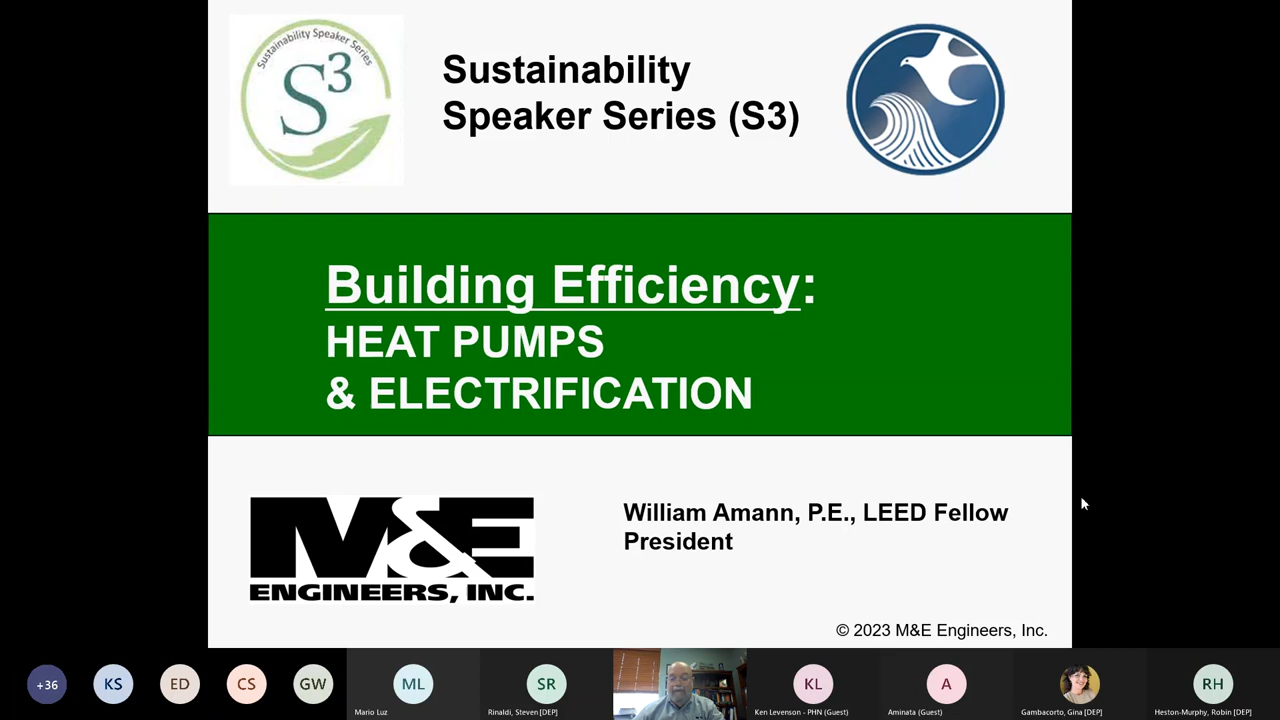 Sustainability Speaker Series
S3
Sustainability
Speaker Series (S3)
Building Efficiency:
HEAT PUMPS
& ELECTRIFICATION
M&E
ENGINEERS, INC.
William Amann, P.E., LEED Fellow
President
© 2023 M&E Engineers, Inc.
+36
KS
ED
CS
GW
ML
Mario Luz
SR
Rinaldi, Steven [DEP]
KL
Ken Levenson - PHN (Guest)
A
Aminata (Guest)
Gambacorto, Gina [DEP]
RH
Heston-Murphy, Robin [DEP]